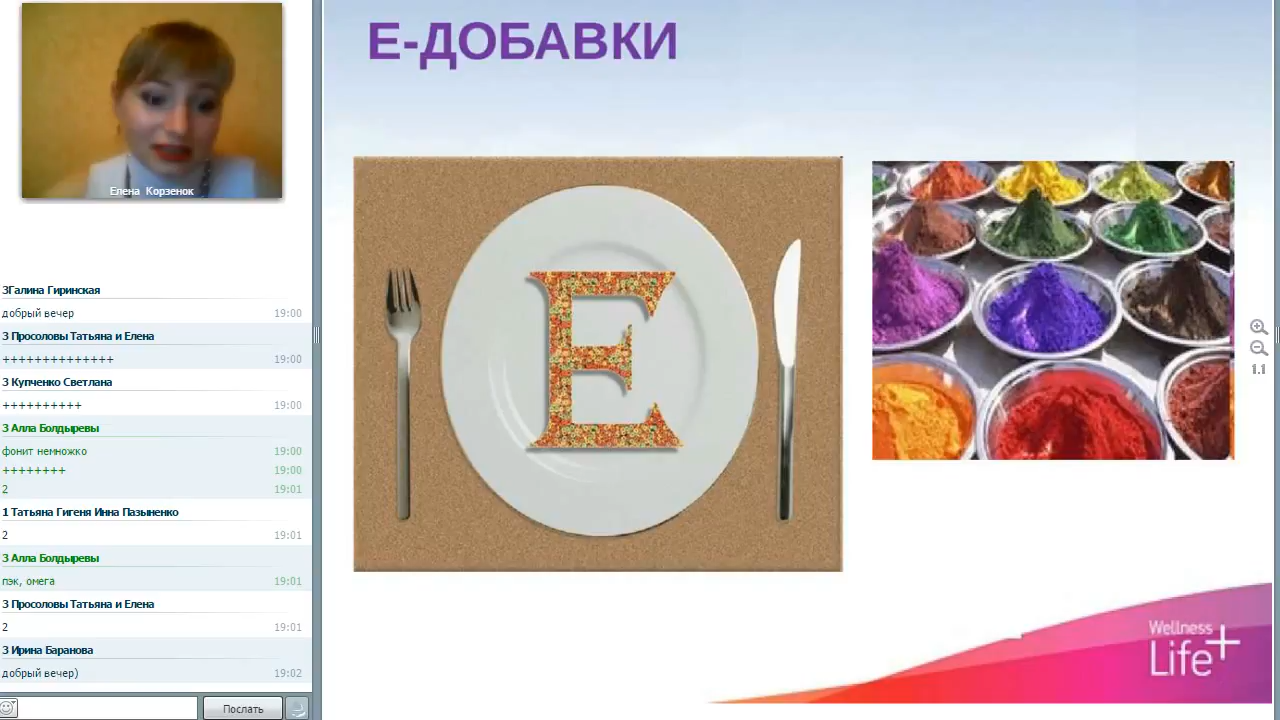 Е-ДОБАВКИ
Елена Корзенок
3Галина Гиринская
добрый вечер 19:00
3 Просоловы Татьяна и Елена
++++++++++++++ 19:00
3 Купченко Светлана
++++++++++ 19:00
3 Алла Болдыревы
фонит немножко 19:00
++++++++ 19:00
2 19:01
1 Татьяна Гигеня Инна Пазыненко
2 19:01
3 Алла Болдыревы
пэк, омега 19:01
3 Просоловы Татьяна и Елена
2 19:01
3 Ирина Баранова
добрый вечер) 19:02
Послать
E
1.1
Wellness
Life+